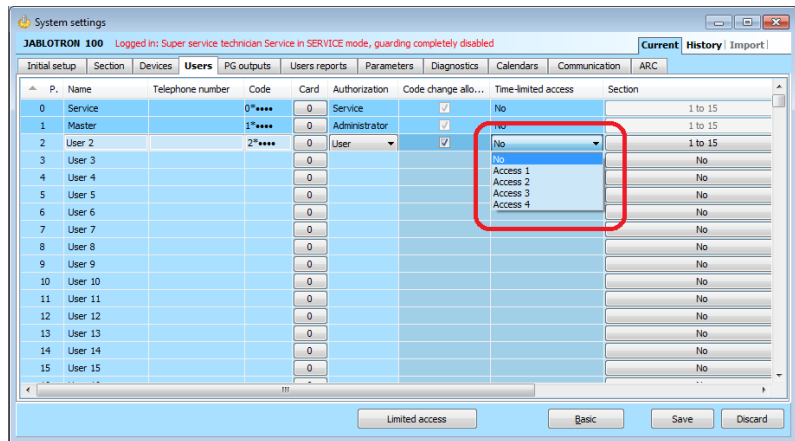 System settings
JABLOTRON 100 Logged in: Super service technician Service in SERVICE mode, guarding completely disabled Current History Import
Initial setup Section Devices Users PG outputs Users reports Parameters Diagnostics Calendars Communication ARC
P. Name Telephone number Code Card Authorization Code change allo... Time-limited access Section
0 Service 0*•••• 0 Service No 1 to 15
1 Master 1*•••• 0 Administrator No 1 to 15
2 User 2 2*•••• 0 User No 1 to 15
3 User 3 0 No No
4 User 4 0 Access 1 No
5 User 5 0 Access 2 No
Access 3
6 User 6 0 Access 4 No
7 User 7 0 No
8 User 8 0 No
9 User 9 0 No
10 User 10 0 No
11 User 11 0 No
12 User 12 0 No
13 User 13 0 No
14 User 14 0 No
15 User 15 0 No
Limited access Basic Save Discard